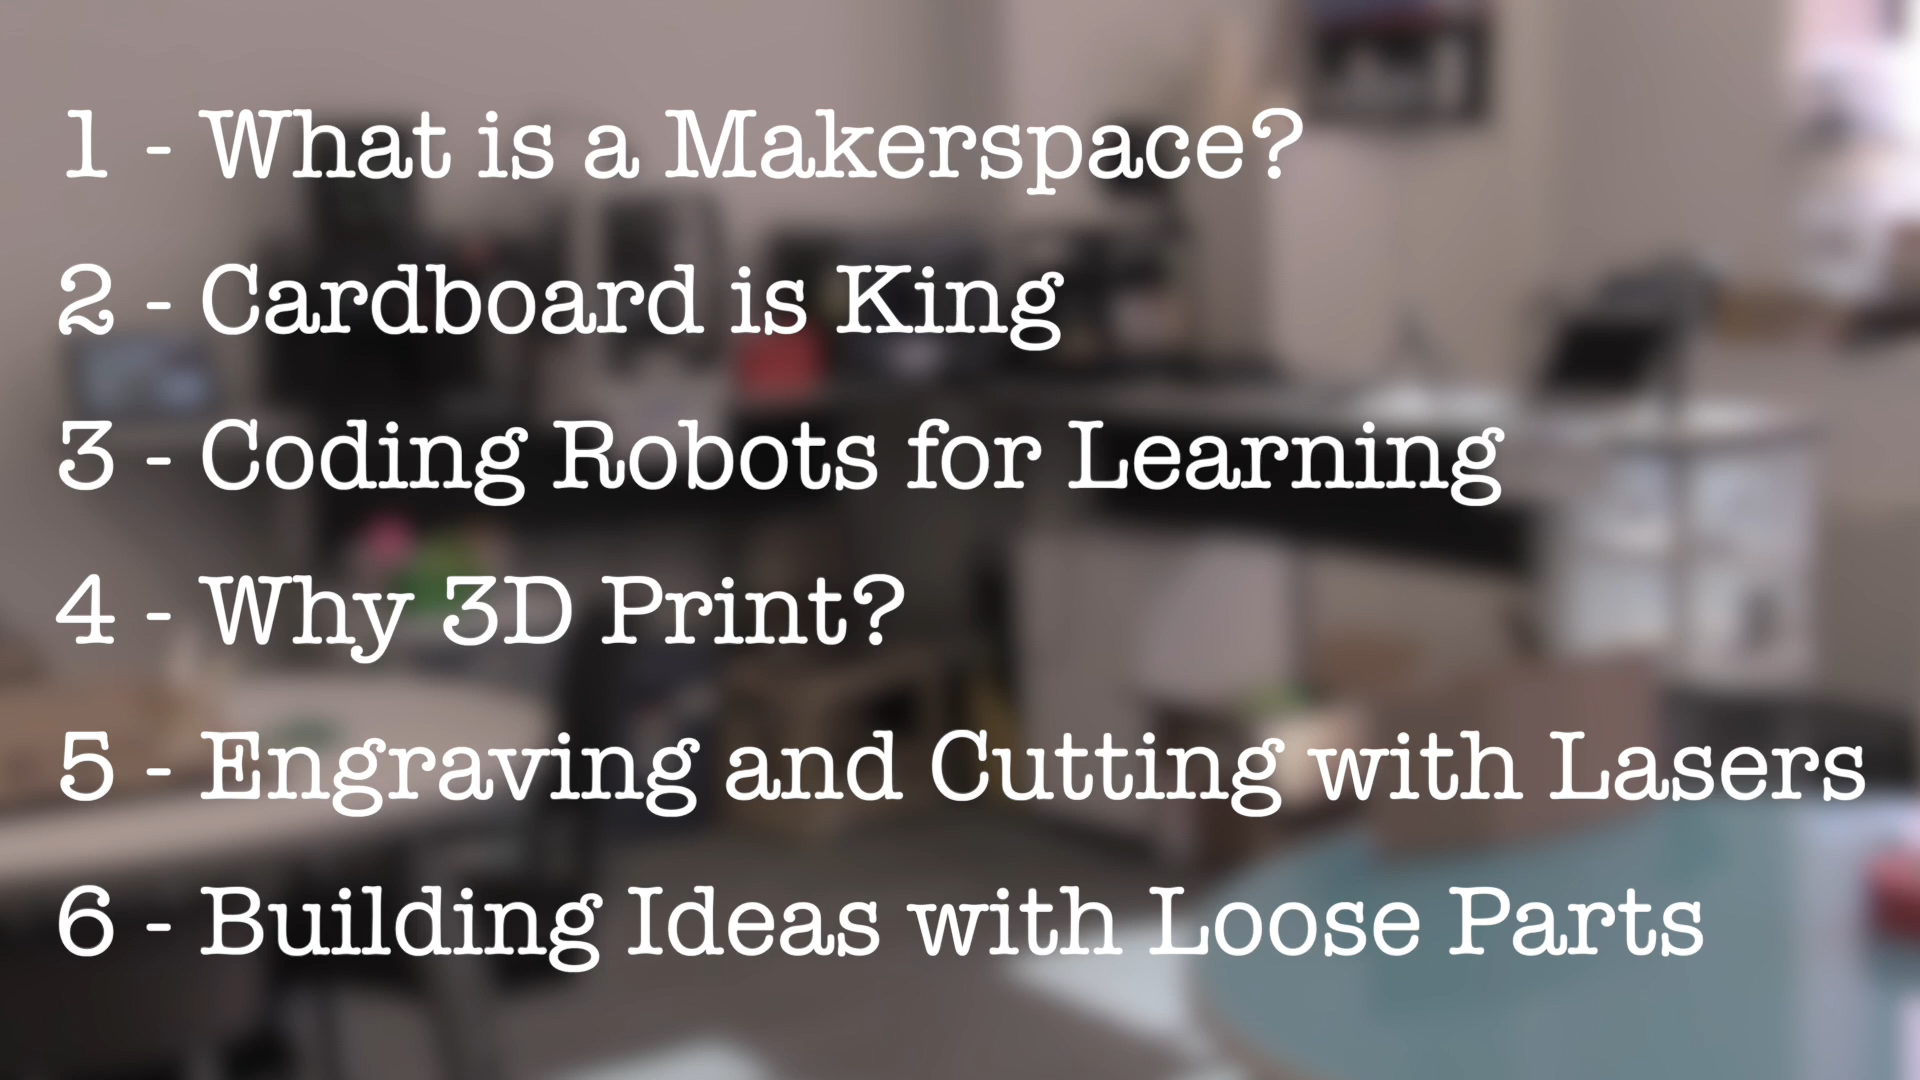 1 - What is a Makerspace?
2 - Cardboard is King
3 - Coding Robots for Learning
4 - Why 3D Print?
5 - Engraving and Cutting with Lasers
6 - Building Ideas with Loose Parts